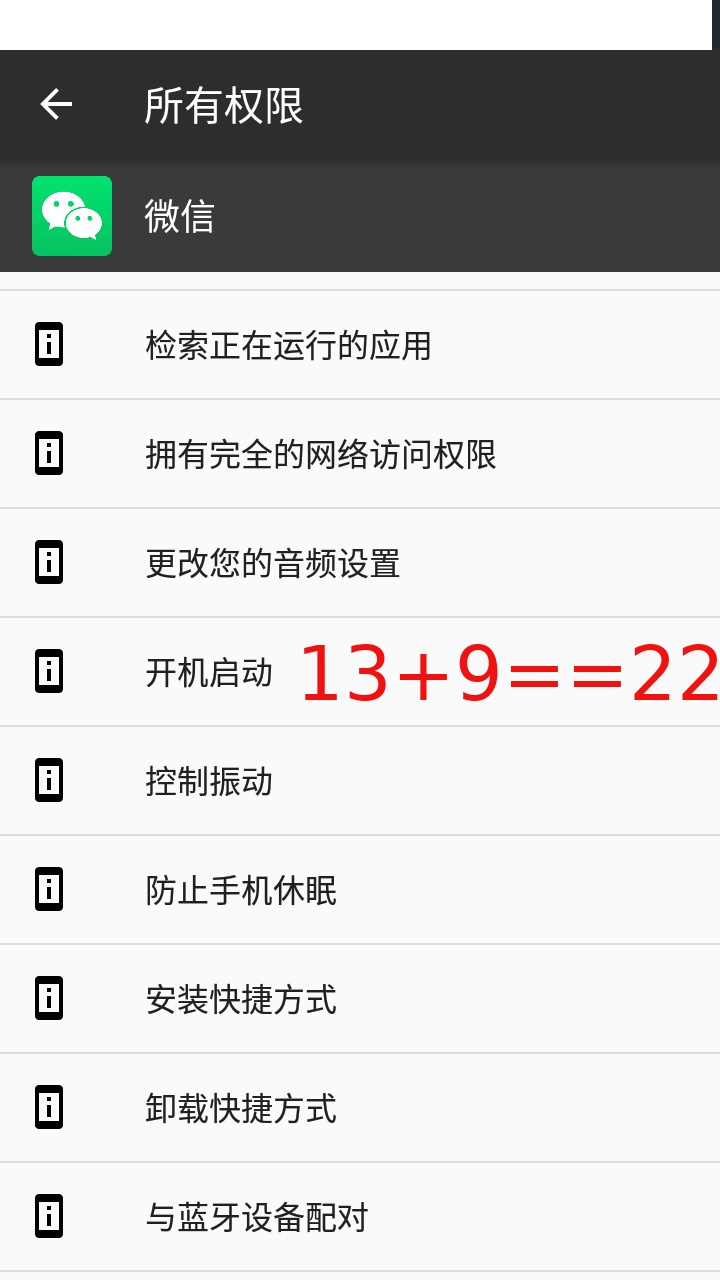 所有权限
微信
检索正在运行的应用
拥有完全的网络访问权限
更改您的音频设置
开机启动 13+9==22
控制振动
防止手机休眠
安装快捷方式
卸载快捷方式
与蓝牙设备配对